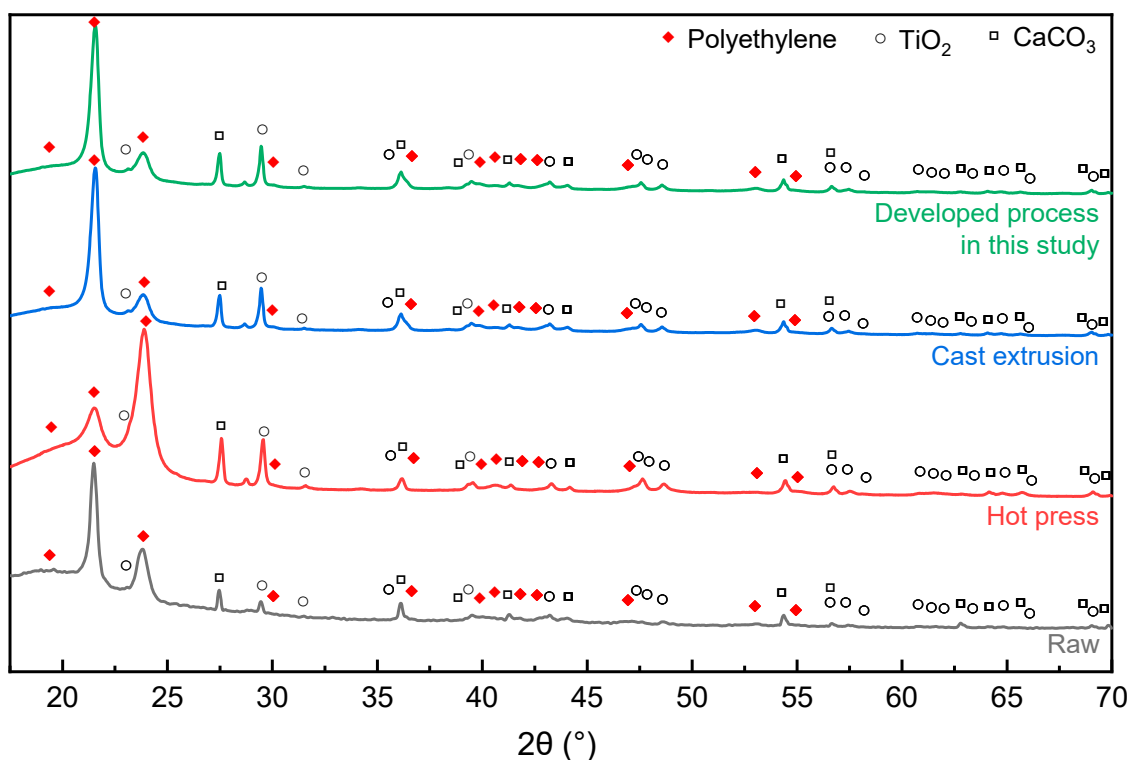 Polyethylene TiO₂ CaCO₃
Developed process
in this study
Cast extrusion
Hot press
Raw
20 25 30 35 40 45 50 55 60 65 70
2θ (°)